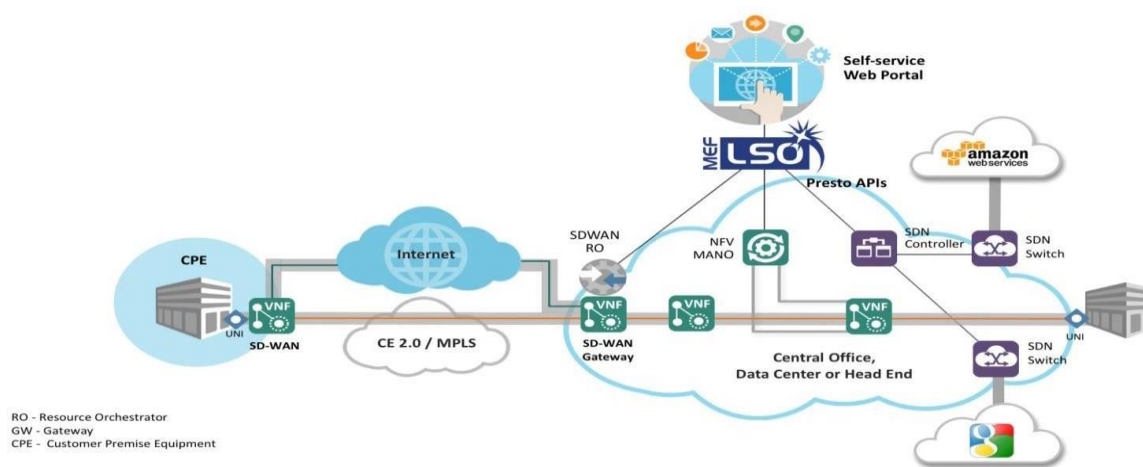 Self-service
Web Portal
MEF
LSO
Presto APIs
amazon
webservices
SDWAN
RO
NFV
MANO
SDN
Controller
SDN
Switch
CPE
Internet
VNF
UNI
SD-WAN
CE 2.0 / MPLS
VNF
SD-WAN
Gateway
VNF
VNF
UNI
Central Office,
Data Center or Head End
SDN
Switch
g
RO - Resource Orchestrator
GW - Gateway
CPE - Customer Premise Equipment